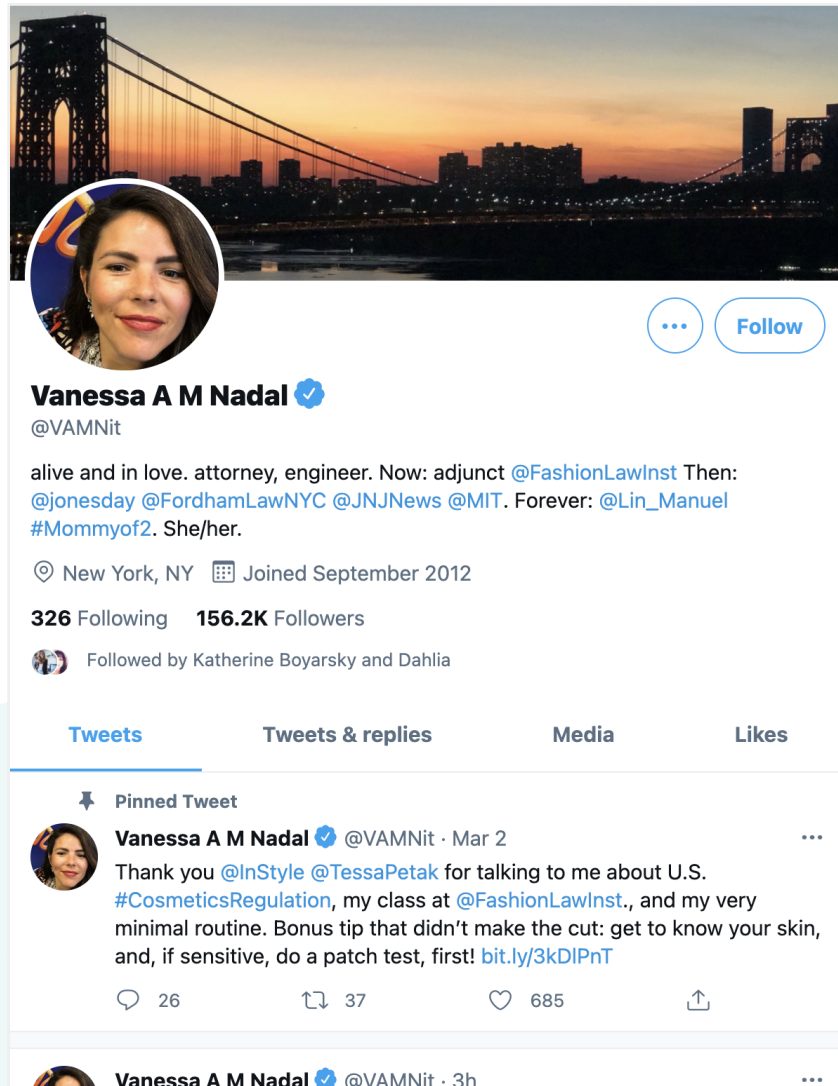 Follow
Vanessa A M Nadal
@VAMNit
alive and in love. attorney, engineer. Now: adjunct @FashionLawInst Then:
@jonesday @FordhamLawNYC @JNJNews @MIT. Forever: @Lin_Manuel
#Mommyof2. She/her.
New York, NY Joined September 2012
326 Following 156.2K Followers
Followed by Katherine Boyarsky and Dahlia
Tweets Tweets & replies Media Likes
Pinned Tweet
Vanessa A M Nadal @VAMNit · Mar 2
Thank you @InStyle @TessaPetak for talking to me about U.S.
#CosmeticsRegulation, my class at @FashionLawInst., and my very
minimal routine. Bonus tip that didn’t make the cut: get to know your skin,
and, if sensitive, do a patch test, first! bit.ly/3kDlPnT
26 37 685
Vanessa A M Nadal @VAMNit · 3h